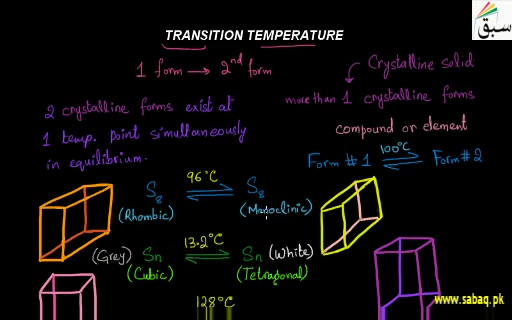 TRANSITION TEMPERATURE
سبق
1 form → 2nd form
Crystalline solid
more than 1 crystalline forms
compound or element
2 crystalline forms exist at
1 temp. point simultaneously
in equilibrium.
Form #1 100°C ⇌ Form #2
S8 96°C ⇌ S8
(Rhombic) (Monoclinic)
(Grey) Sn 13.2°C ⇌ Sn (White)
(Cubic) (Tetragonal)
128°C
www.sabaq.pk